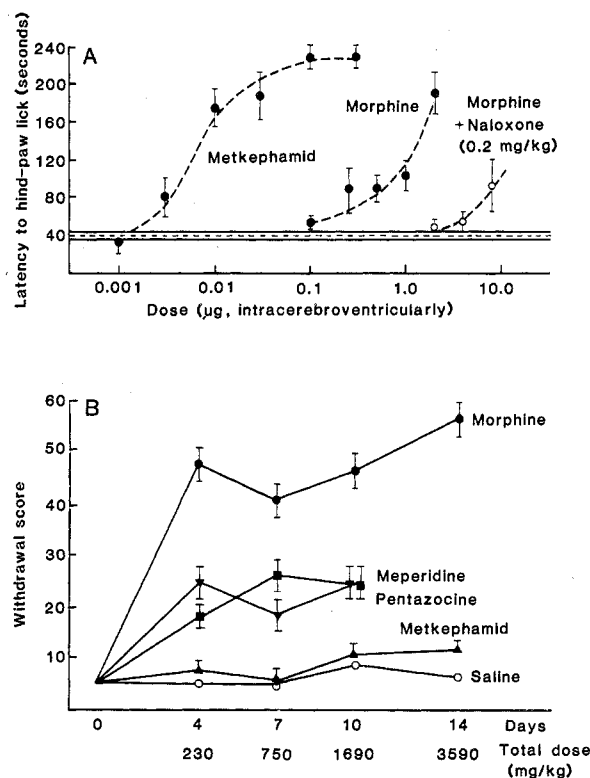 A
Latency to hind-paw lick (seconds)
240
200
160
120
80
40
Metkephamid
Morphine
Morphine
+ Naloxone
(0.2 mg/kg)
0.001
0.01
0.1
1.0
10.0
Dose (µg, intracerebroventricularly)
B
Withdrawal score
60
50
40
30
20
10
Morphine
Meperidine
Pentazocine
Metkephamid
Saline
0 4 7 10 14 Days
230 750 1690 3590 Total dose
(mg/kg)